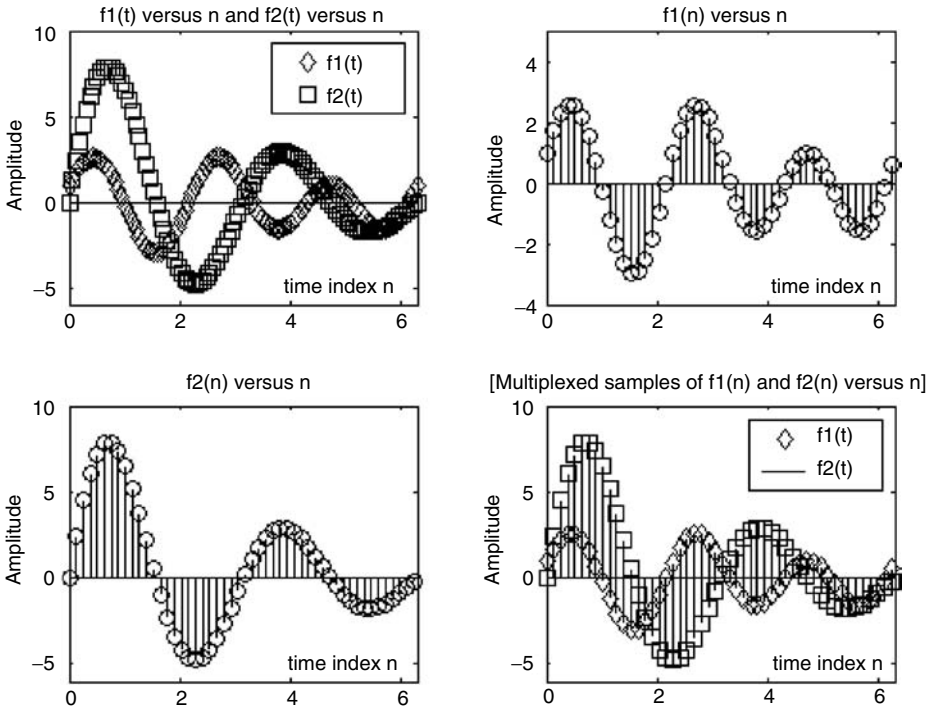 f1(t) versus n and f2(t) versus n
10
5
0
−5
Amplitude
f1(t)
f2(t)
time index n
0 2 4 6
f1(n) versus n
4
2
0
−2
−4
Amplitude
time index n
0 2 4 6
f2(n) versus n
10
5
0
−5
Amplitude
time index n
0 2 4 6
[Multiplexed samples of f1(n) and f2(n) versus n]
10
5
0
−5
Amplitude
f1(t)
f2(t)
time index n
0 2 4 6